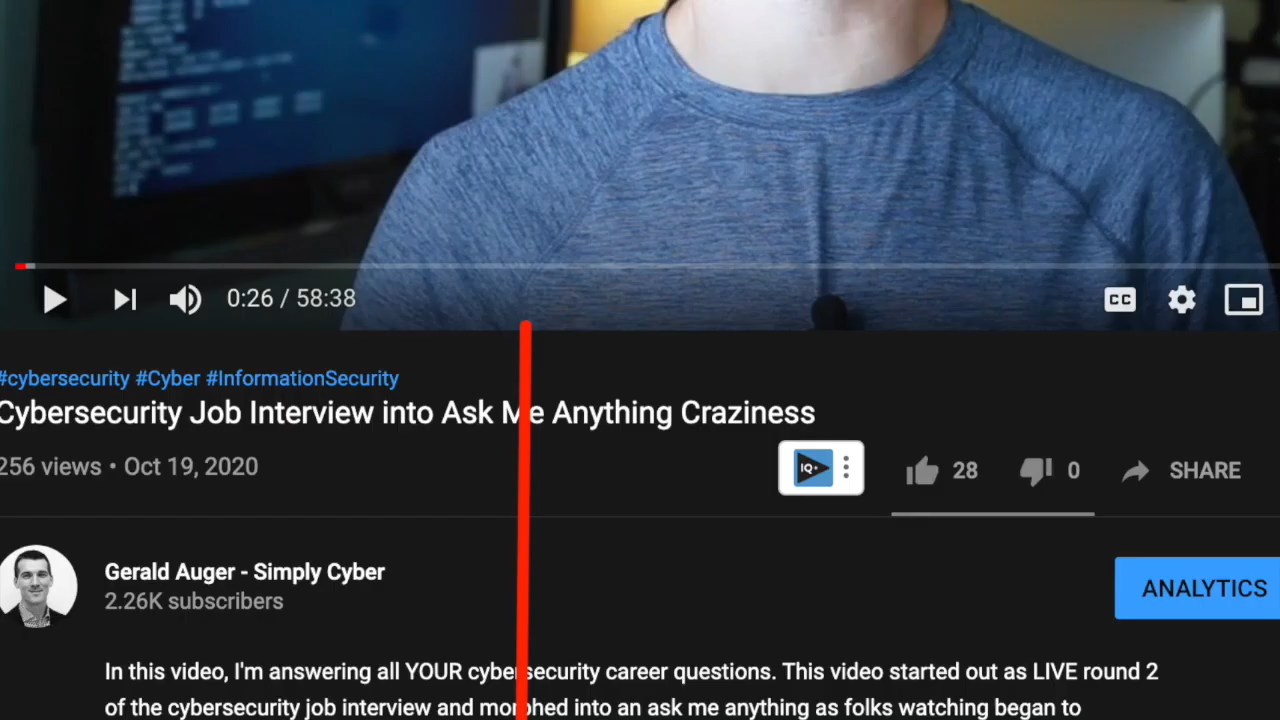 0:26 / 58:38
CC
#cybersecurity #Cyber #InformationSecurity
Cybersecurity Job Interview into Ask Me Anything Craziness
256 views • Oct 19, 2020
IQ+
28
0
SHARE
Gerald Auger - Simply Cyber
2.26K subscribers
ANALYTICS
In this video, I'm answering all YOUR cybersecurity career questions. This video started out as LIVE round 2
of the cybersecurity job interview and morphed into an ask me anything as folks watching began to